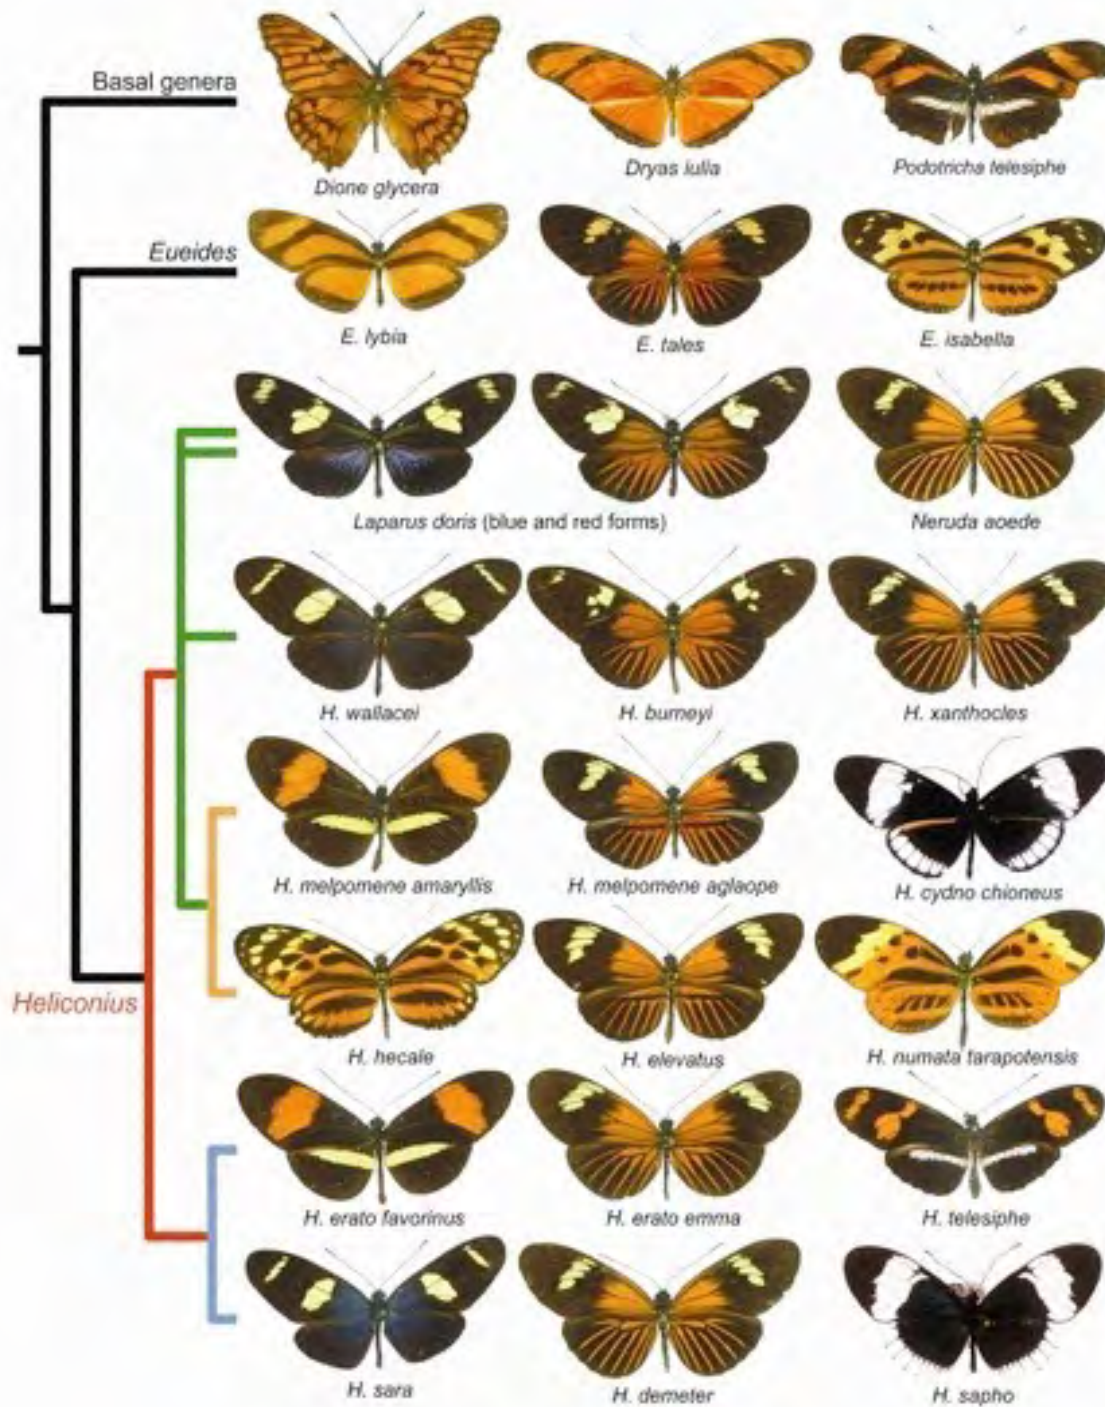 Basal genera
Dione glycera
Dryas iulia
Podotricha telesiphe
Eueides
E. lybia
E. tales
E. isabella
Laparus doris (blue and red forms)
Neruda aoede
H. wallacei
H. burneyi
H. xanthocles
H. melpomene amaryllis
H. melpomene aglaope
H. cydno chioneus
Heliconius
H. hecale
H. elevatus
H. numata tarapotensis
H. erato favorinus
H. erato emma
H. telesiphe
H. sara
H. demeter
H. sapho